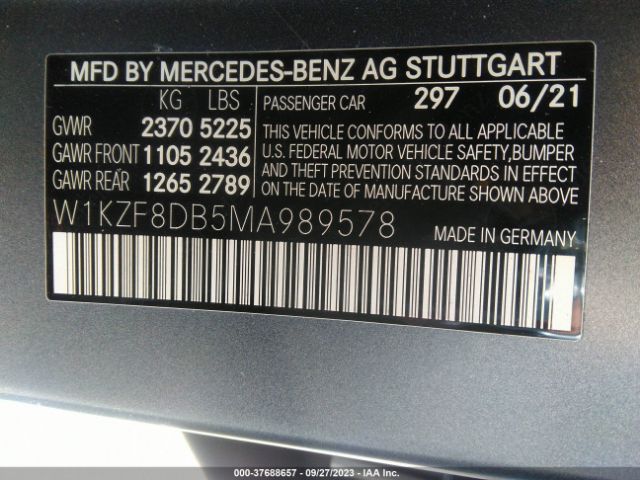 MFD BY MERCEDES-BENZ AG STUTTGART
KG LBS
GVWR 2370 5225
GAWR FRONT 1105 2436
GAWR REAR 1265 2789
PASSENGER CAR 297 06/21
THIS VEHICLE CONFORMS TO ALL APPLICABLE
U.S. FEDERAL MOTOR VEHICLE SAFETY, BUMPER
AND THEFT PREVENTION STANDARDS IN EFFECT
ON THE DATE OF MANUFACTURE SHOWN ABOVE
W1KZF8DB5MA989578
MADE IN GERMANY
000-37688657 - 09/27/2023 - IAAI.com